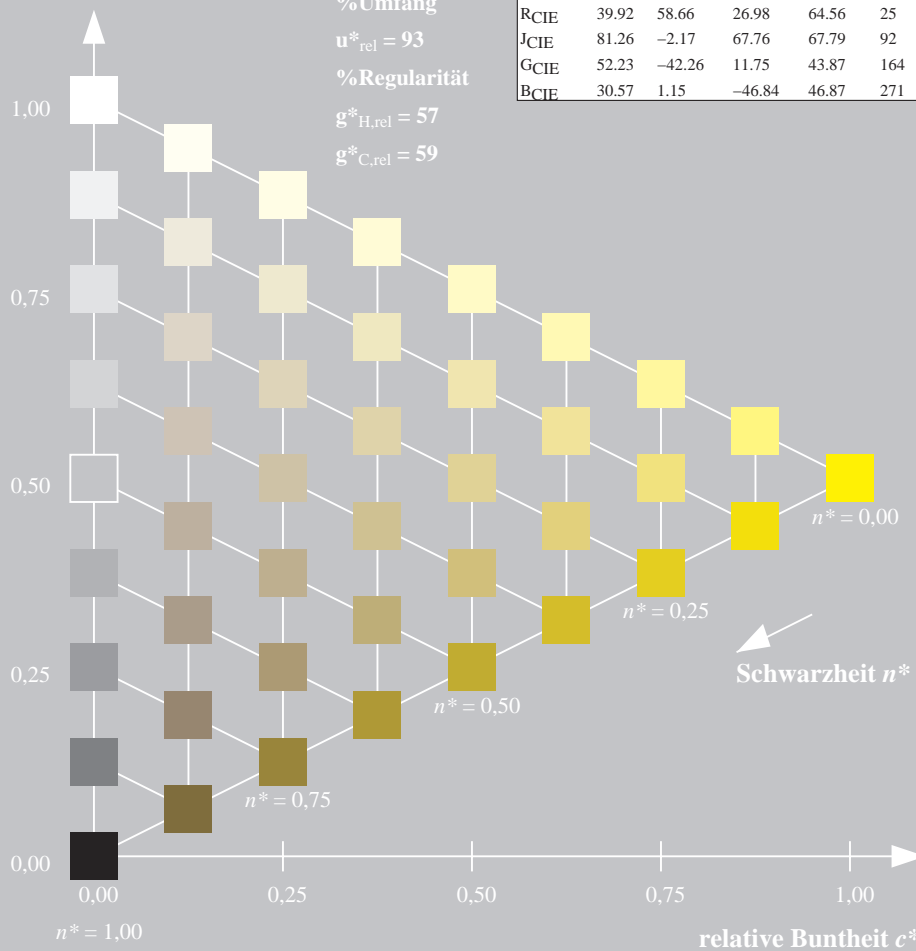 %Umfang
u*rel = 93
%Regularität
g*H,rel = 57
g*C,rel = 59
RCIE 39.92 58.66 26.98 64.56 25
JCIE 81.26 –2.17 67.76 67.79 92
GCIE 52.23 –42.26 11.75 43.87 164
BCIE 30.57 1.15 –46.84 46.87 271
1,00
0,75
0,50
n* = 0,00
n* = 0,25
0,25
Schwarzheit n*
n* = 0,50
n* = 0,75
0,00
0,00 0,25 0,50 0,75 1,00
n* = 1,00
relative Buntheit c*